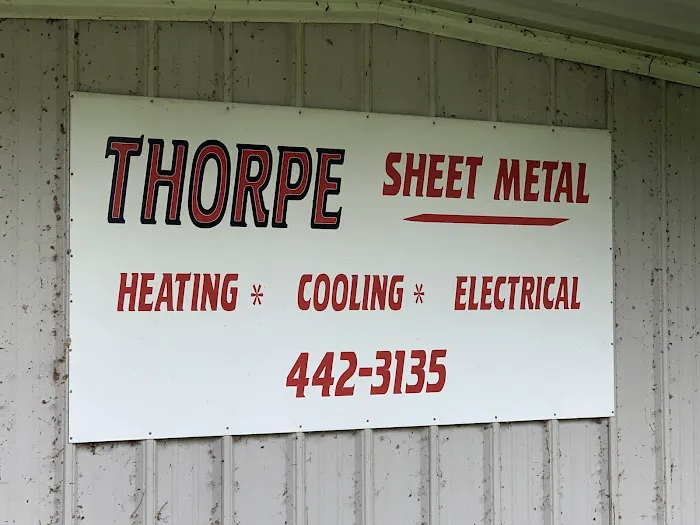 THORPE SHEET METAL
HEATING * COOLING * ELECTRICAL
442-3135